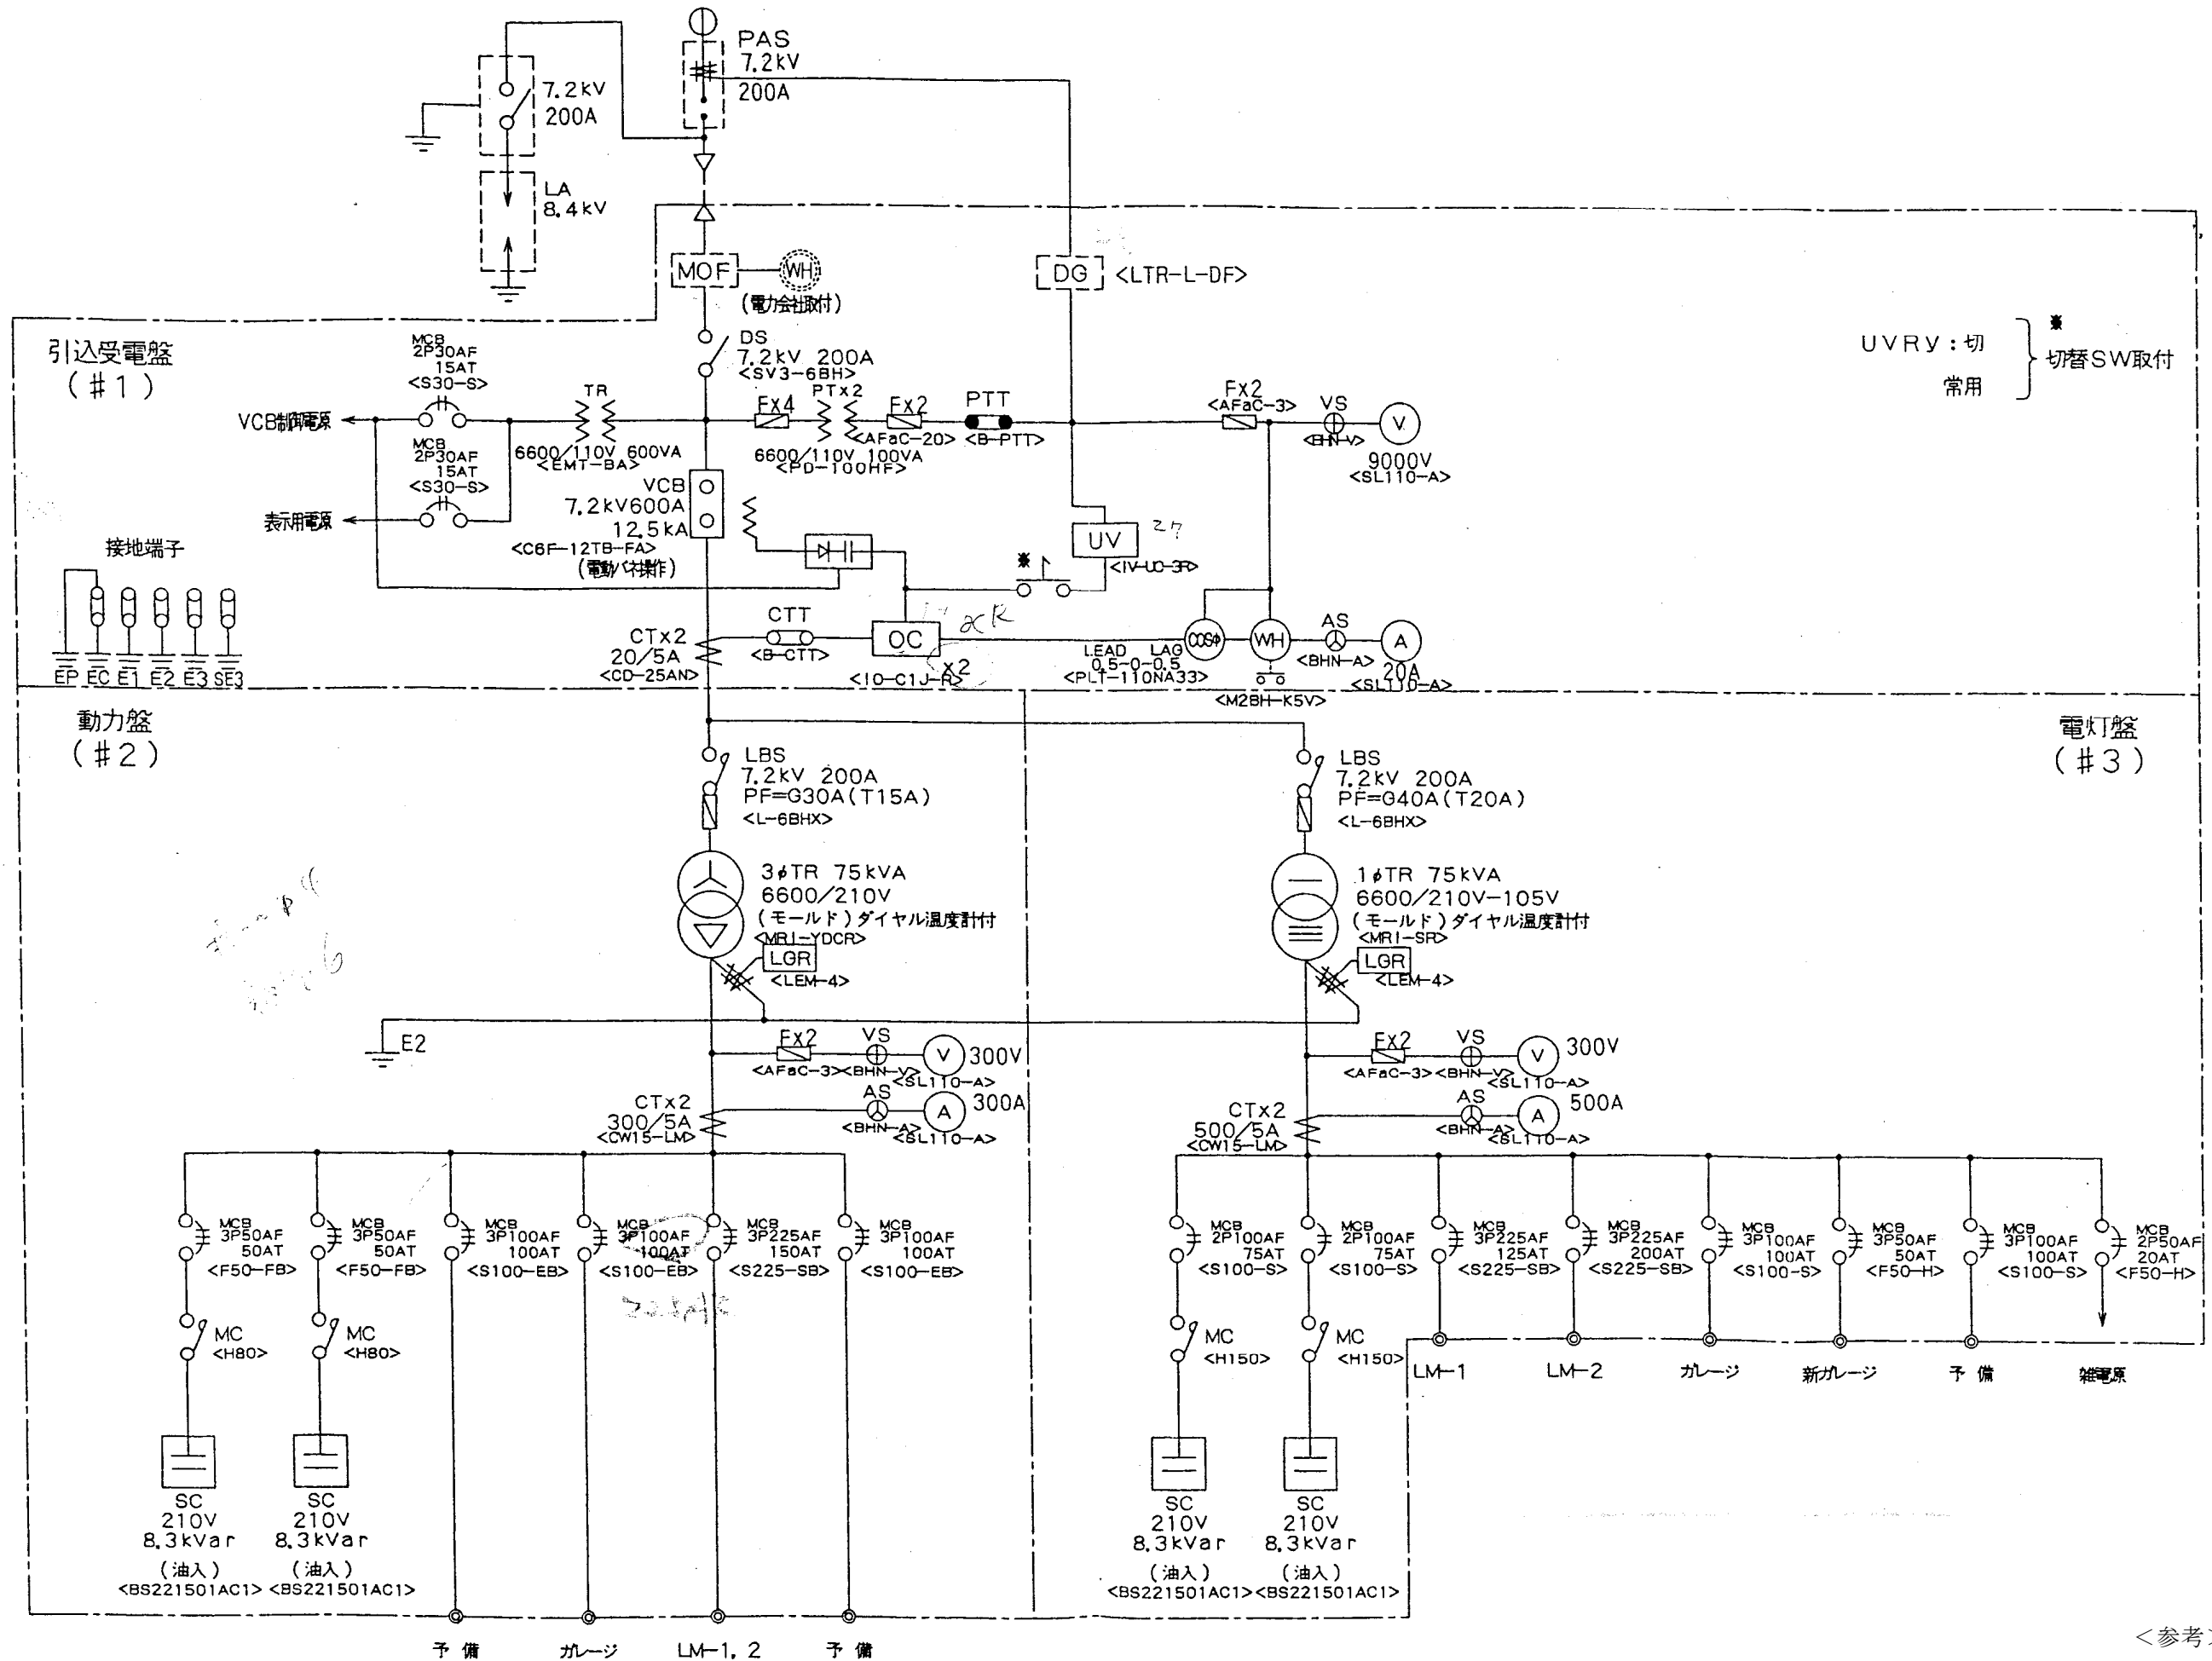 PAS
7.2kV
200A
7.2kV
200A
LA
8.4kV
MOF
WH
(電力会社取付)
DG
<LTR-L-DF>
引込受電盤
(#1)
UVRy:切
常用
※
切替SW取付
DS
7.2kV 200A
<SV3-6BH>
MCB
2P30AF
15AT
<S30-S>
VCB制御電源
MCB
2P30AF
15AT
<S30-S>
表示用電源
TR
6600/110V 600VA
<EMT-BA>
Fx4
PTx2
6600/110V 100VA
<PD-100HF>
Fx2
<AFaC-20>
PTT
<B-PTT>
Fx2
<AFaC-3>
VS
<BHN-V>
V
9000V
<SL110-A>
VCB
7.2kV600A
12.5kA
<C6F-12TB-FA>
(電動バネ操作)
UV
27
<IV-UC-3R>
※
接地端子
EP EC E1 E2 E3 SE3
CTx2
20/5A
<CD-25AN>
CTT
<B-CTT>
OC
x2
<IO-C1J-R>
COSφ
LEAD LAG
0.5-0-0.5
<PLT-110NA33>
WH
<M2BH-K5V>
AS
<BHN-A>
A
20A
<SL110-A>
動力盤
(#2)
電灯盤
(#3)
LBS
7.2kV 200A
PF=G30A(T15A)
<L-6BHX>
LBS
7.2kV 200A
PF=G40A(T20A)
<L-6BHX>
3φTR 75kVA
6600/210V
(モールド)ダイヤル温度計付
<MRI-YDCR>
LGR
<LEM-4>
1φTR 75kVA
6600/210V-105V
(モールド)ダイヤル温度計付
<MRI-SR>
LGR
<LEM-4>
E2
Fx2
<AFaC-3>
VS
<BHN-V>
V
300V
<SL110-A>
CTx2
300/5A
<CW15-LM>
AS
<BHN-A>
A
300A
<SL110-A>
Fx2
<AFaC-3>
VS
<BHN-V>
V
300V
<SL110-A>
CTx2
500/5A
<CW15-LM>
AS
<BHN-A>
A
500A
<SL110-A>
MCB
3P50AF
50AT
<F50-FB>
MCB
3P50AF
50AT
<F50-FB>
MCB
3P100AF
100AT
<S100-EB>
MCB
3P100AF
100AT
<S100-EB>
MCB
3P225AF
150AT
<S225-SB>
MCB
3P100AF
100AT
<S100-EB>
MCB
2P100AF
75AT
<S100-S>
MCB
2P100AF
75AT
<S100-S>
MCB
3P225AF
125AT
<S225-SB>
MCB
3P225AF
200AT
<S225-SB>
MCB
3P100AF
100AT
<S100-S>
MCB
3P50AF
50AT
<F50-H>
MCB
3P100AF
100AT
<S100-S>
MCB
2P50AF
20AT
<F50-H>
MC
<H80>
MC
<H80>
MC
<H150>
MC
<H150>
LM-1
LM-2
ガレージ
新ガレージ
予 備
雑電源
SC
210V
8.3kVar
(油入)
<BS221501AC1>
SC
210V
8.3kVar
(油入)
<BS221501AC1>
SC
210V
8.3kVar
(油入)
<BS221501AC1>
SC
210V
8.3kVar
(油入)
<BS221501AC1>
予 備
ガレージ
LM-1, 2
予 備
<参考>